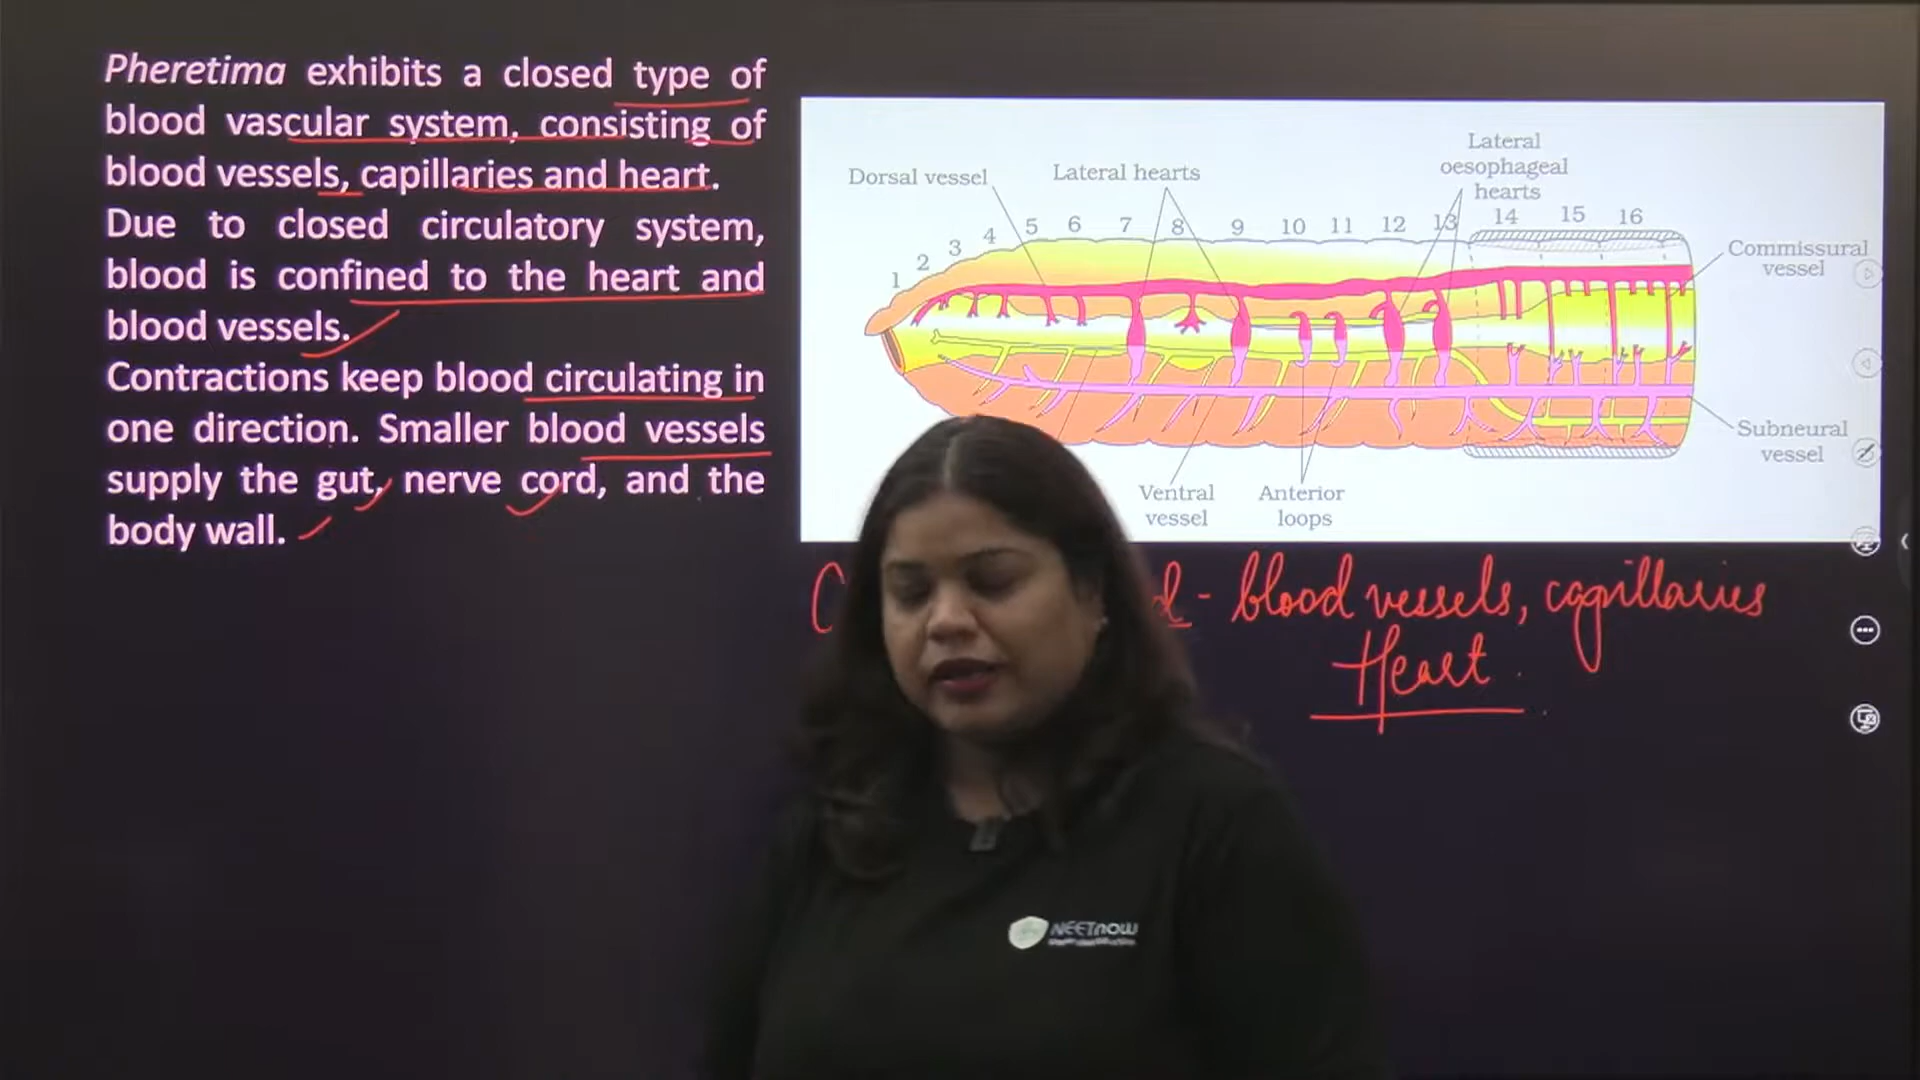 Pheretima exhibits a closed type of
blood vascular system, consisting of
blood vessels, capillaries and heart.
Due to closed circulatory system,
blood is confined to the heart and
blood vessels.
Contractions keep blood circulating in
one direction. Smaller blood vessels
supply the gut, nerve cord, and the
body wall.
Lateral
oesophageal
hearts
Dorsal vessel
Lateral hearts
1 2 3 4 5 6 7 8 9 10 11 12 13 14 15 16
Commissural
vessel
Subneural
vessel
Ventral
vessel
Anterior
loops
- blood vessels, capillaries
Heart.
NEETNOW